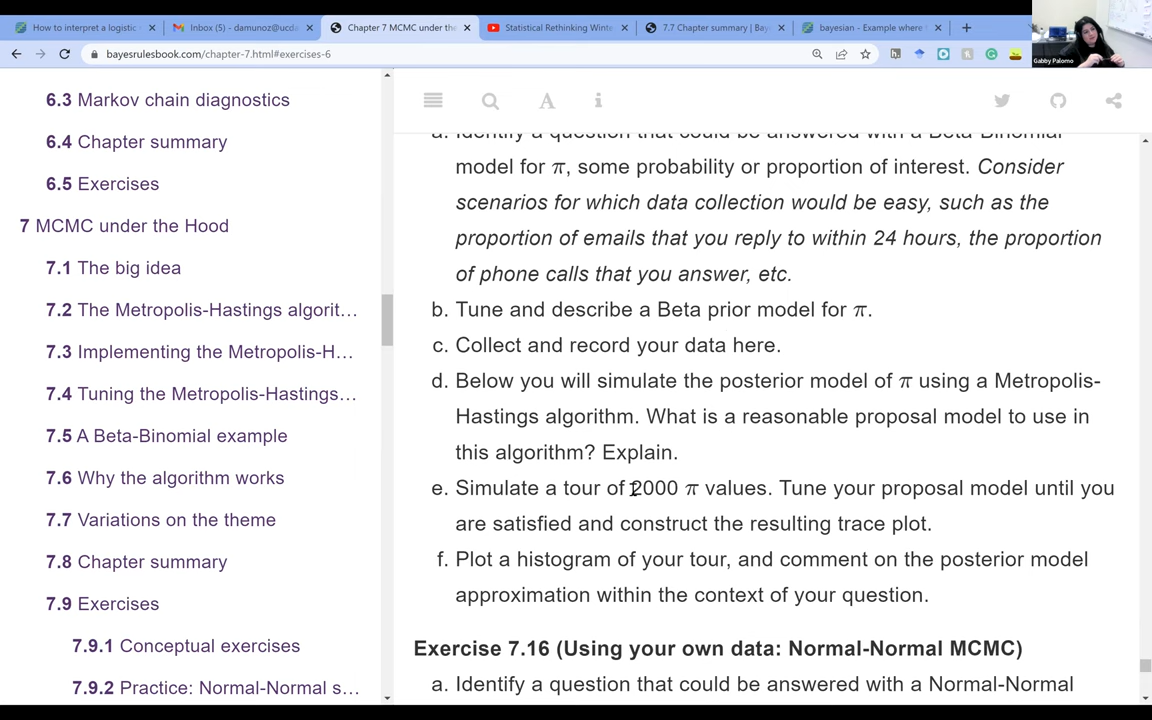 How to interpret a logistic
Inbox (5) - damunoz@ucda
Chapter 7 MCMC under the
Statistical Rethinking Winte
7.7 Chapter summary | Bay
bayesian - Example where
Gabby Palomo
bayesrulesbook.com/chapter-7.html#exercises-6
6.3 Markov chain diagnostics
6.4 Chapter summary
6.5 Exercises
7 MCMC under the Hood
7.1 The big idea
7.2 The Metropolis-Hastings algorit...
7.3 Implementing the Metropolis-H...
7.4 Tuning the Metropolis-Hastings...
7.5 A Beta-Binomial example
7.6 Why the algorithm works
7.7 Variations on the theme
7.8 Chapter summary
7.9 Exercises
7.9.1 Conceptual exercises
7.9.2 Practice: Normal-Normal s...
a. Identify a question that could be answered with a Beta-Binomial
model for π, some probability or proportion of interest. Consider
scenarios for which data collection would be easy, such as the
proportion of emails that you reply to within 24 hours, the proportion
of phone calls that you answer, etc.
b. Tune and describe a Beta prior model for π.
c. Collect and record your data here.
d. Below you will simulate the posterior model of π using a Metropolis-
Hastings algorithm. What is a reasonable proposal model to use in
this algorithm? Explain.
e. Simulate a tour of 2000 π values. Tune your proposal model until you
are satisfied and construct the resulting trace plot.
f. Plot a histogram of your tour, and comment on the posterior model
approximation within the context of your question.
Exercise 7.16 (Using your own data: Normal-Normal MCMC)
a. Identify a question that could be answered with a Normal-Normal